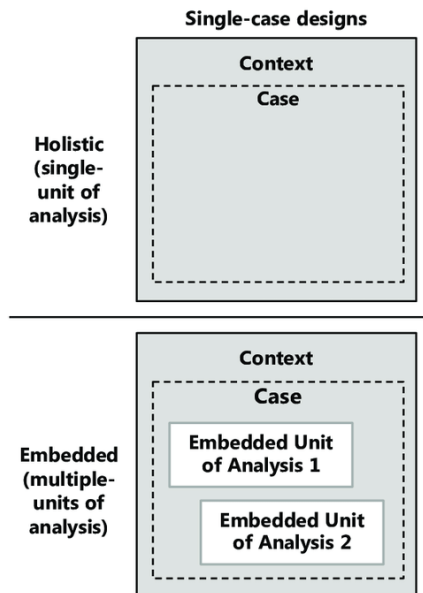 Single-case designs
Context
Case
Holistic
(single-
unit of
analysis)
Context
Case
Embedded
(multiple-
units of
analysis)
Embedded Unit
of Analysis 1
Embedded Unit
of Analysis 2